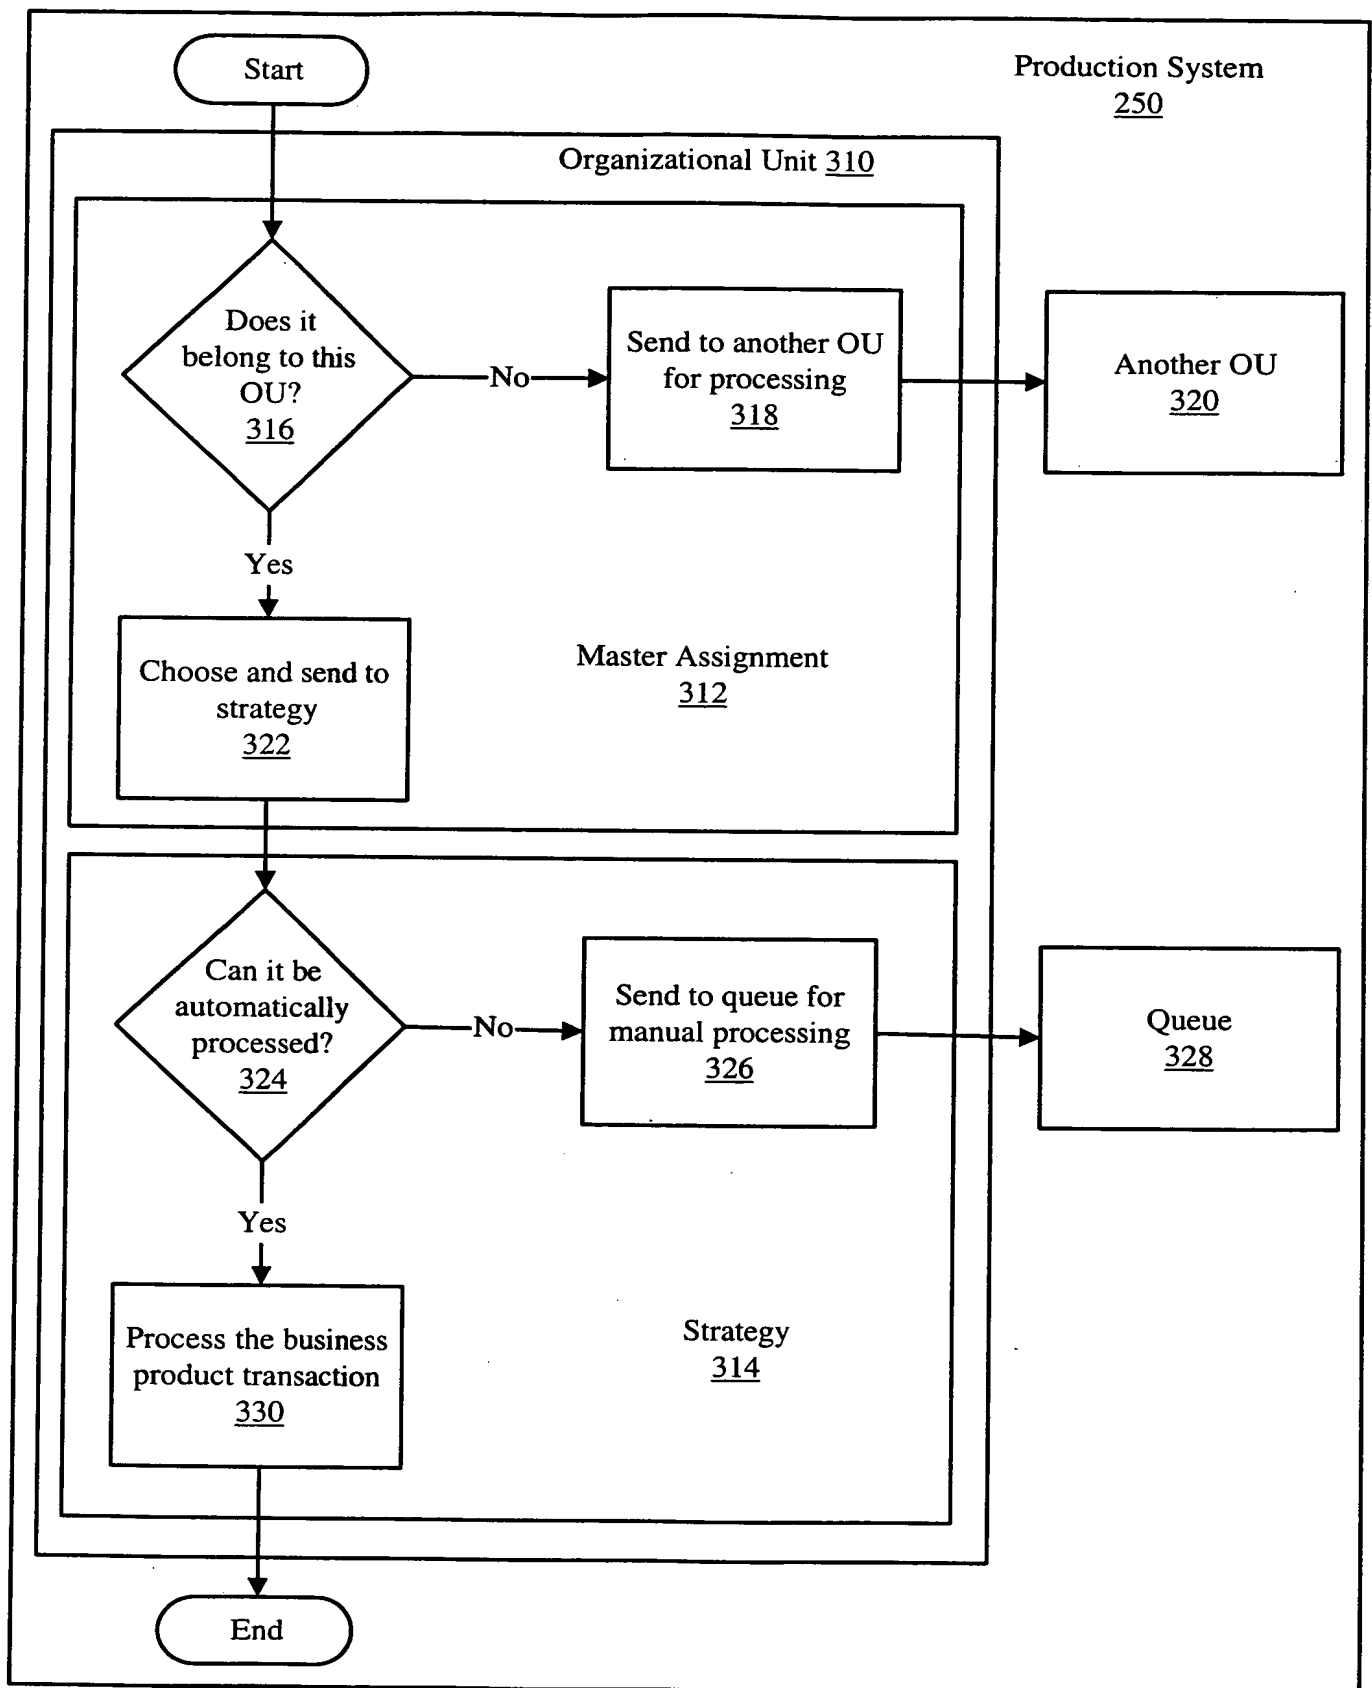 Start
Production System
250
Organizational Unit 310
Does it
belong to this
OU?
316
No
Send to another OU
for processing
318
Another OU
320
Yes
Choose and send to
strategy
322
Master Assignment
312
Can it be
automatically
processed?
324
No
Send to queue for
manual processing
326
Queue
328
Yes
Process the business
product transaction
330
Strategy
314
End